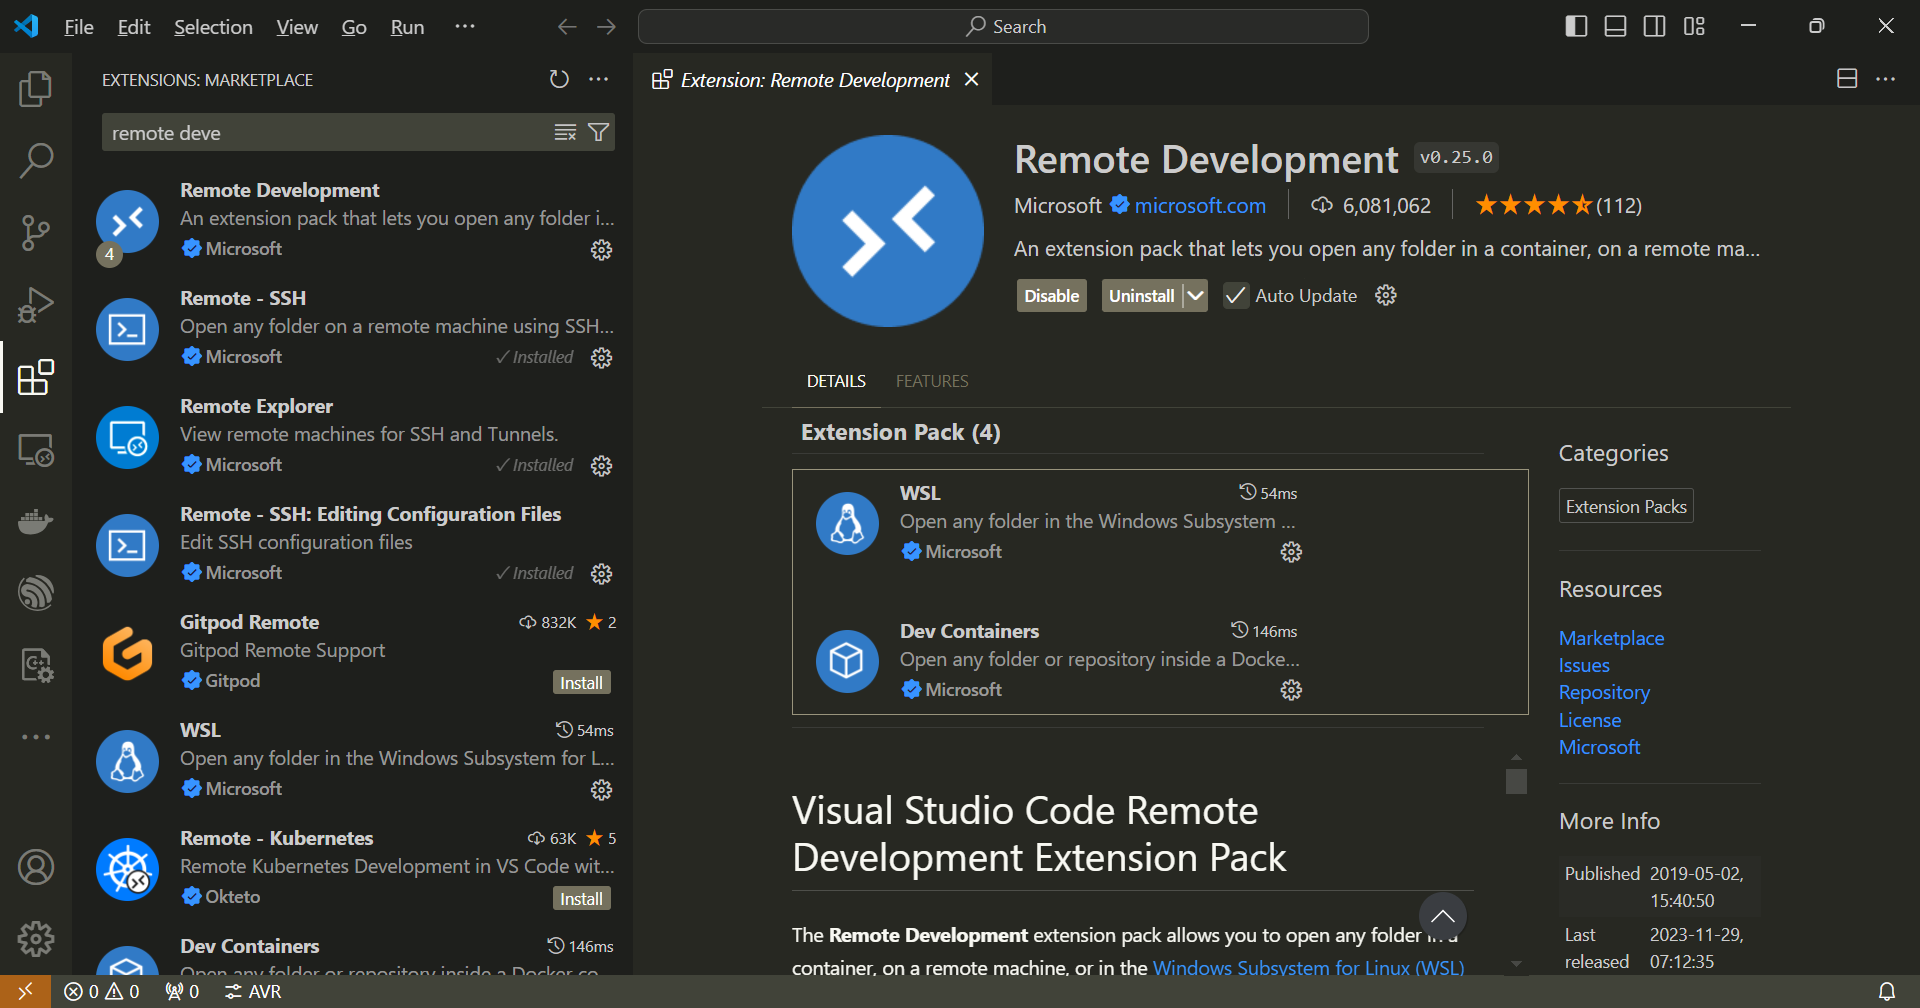 File Edit Selection View Go Run ···
Search
EXTENSIONS: MARKETPLACE
remote deve
Remote Development
An extension pack that lets you open any folder i...
Microsoft
4
Remote - SSH
Open any folder on a remote machine using SSH...
Microsoft
✓Installed
Remote Explorer
View remote machines for SSH and Tunnels.
Microsoft
✓Installed
Remote - SSH: Editing Configuration Files
Edit SSH configuration files
Microsoft
✓Installed
Gitpod Remote
832K ★ 2
Gitpod Remote Support
Gitpod
Install
WSL
54ms
Open any folder in the Windows Subsystem for L...
Microsoft
Remote - Kubernetes
63K ★ 5
Remote Kubernetes Development in VS Code wit...
Okteto
Install
Dev Containers
146ms
Open any folder or repository inside a Docker co
Extension: Remote Development
Remote Development v0.25.0
Microsoft microsoft.com 6,081,062 (112)
An extension pack that lets you open any folder in a container, on a remote ma...
Disable Uninstall Auto Update
DETAILS FEATURES
Extension Pack (4)
WSL
54ms
Open any folder in the Windows Subsystem ...
Microsoft
Dev Containers
146ms
Open any folder or repository inside a Docke...
Microsoft
Visual Studio Code Remote
Development Extension Pack
The Remote Development extension pack allows you to open any folder in a
container, on a remote machine, or in the Windows Subsystem for Linux (WSL)
Categories
Extension Packs
Resources
Marketplace
Issues
Repository
License
Microsoft
More Info
Published 2019-05-02,
15:40:50
Last 2023-11-29,
released 07:12:35
0 0 0 AVR